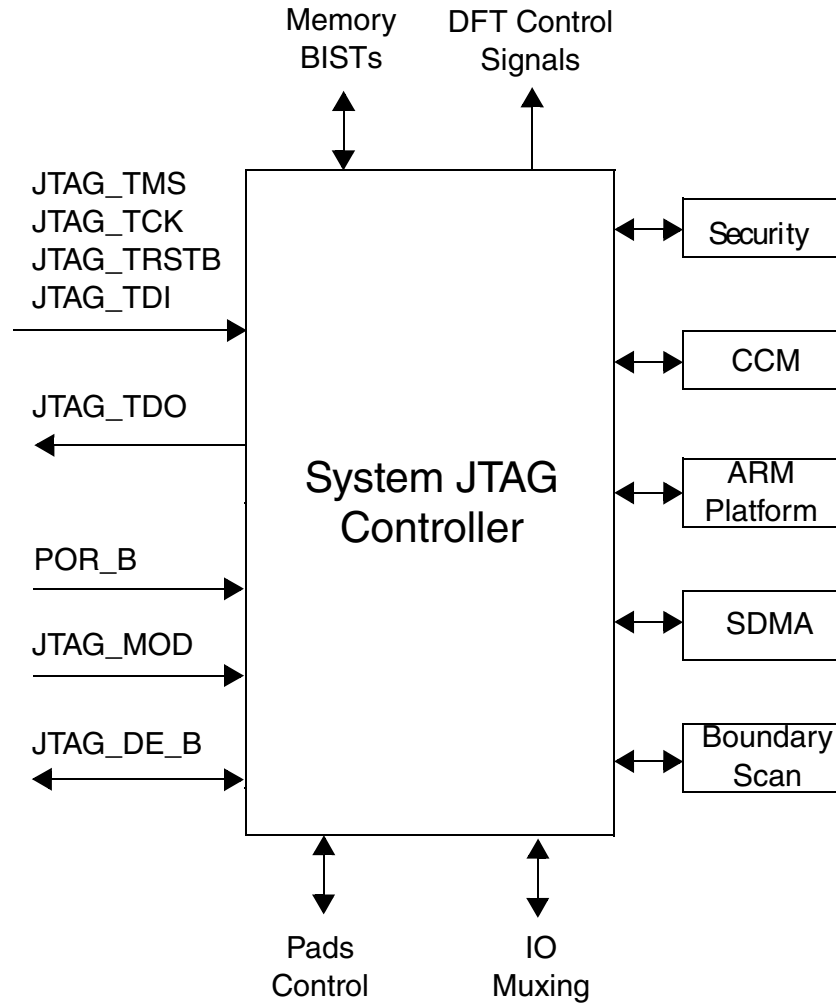 Memory
BISTs
DFT Control
Signals
JTAG_TMS
JTAG_TCK
JTAG_TRSTB
JTAG_TDI
JTAG_TDO
POR_B
JTAG_MOD
JTAG_DE_B
System JTAG
Controller
Security
CCM
ARM
Platform
SDMA
Boundary
Scan
Pads
Control
IO
Muxing